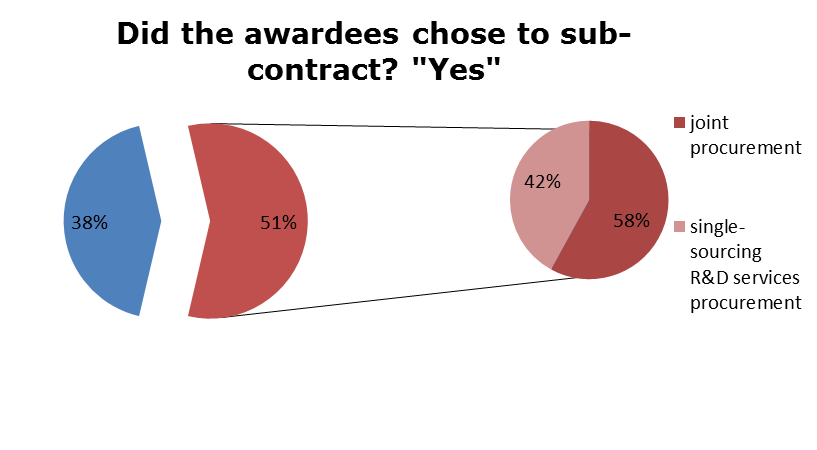 Did the awardees chose to sub-
contract? "Yes"
38%
51%
42%
58%
joint
procurement
single-
sourcing
R&D services
procurement